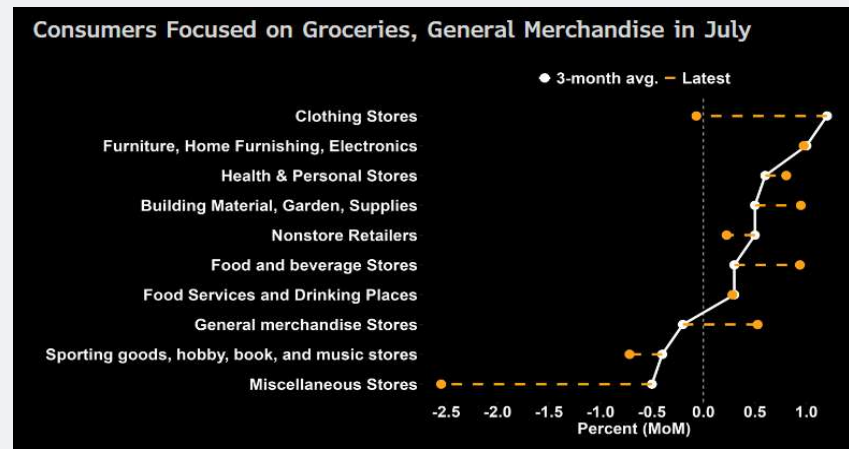 Consumers Focused on Groceries, General Merchandise in July
3-month avg. Latest
Clothing Stores
Furniture, Home Furnishing, Electronics
Health & Personal Stores
Building Material, Garden, Supplies
Nonstore Retailers
Food and beverage Stores
Food Services and Drinking Places
General merchandise Stores
Sporting goods, hobby, book, and music stores
Miscellaneous Stores
-2.5 -2.0 -1.5 -1.0 -0.5 0.0 0.5 1.0
Percent (MoM)